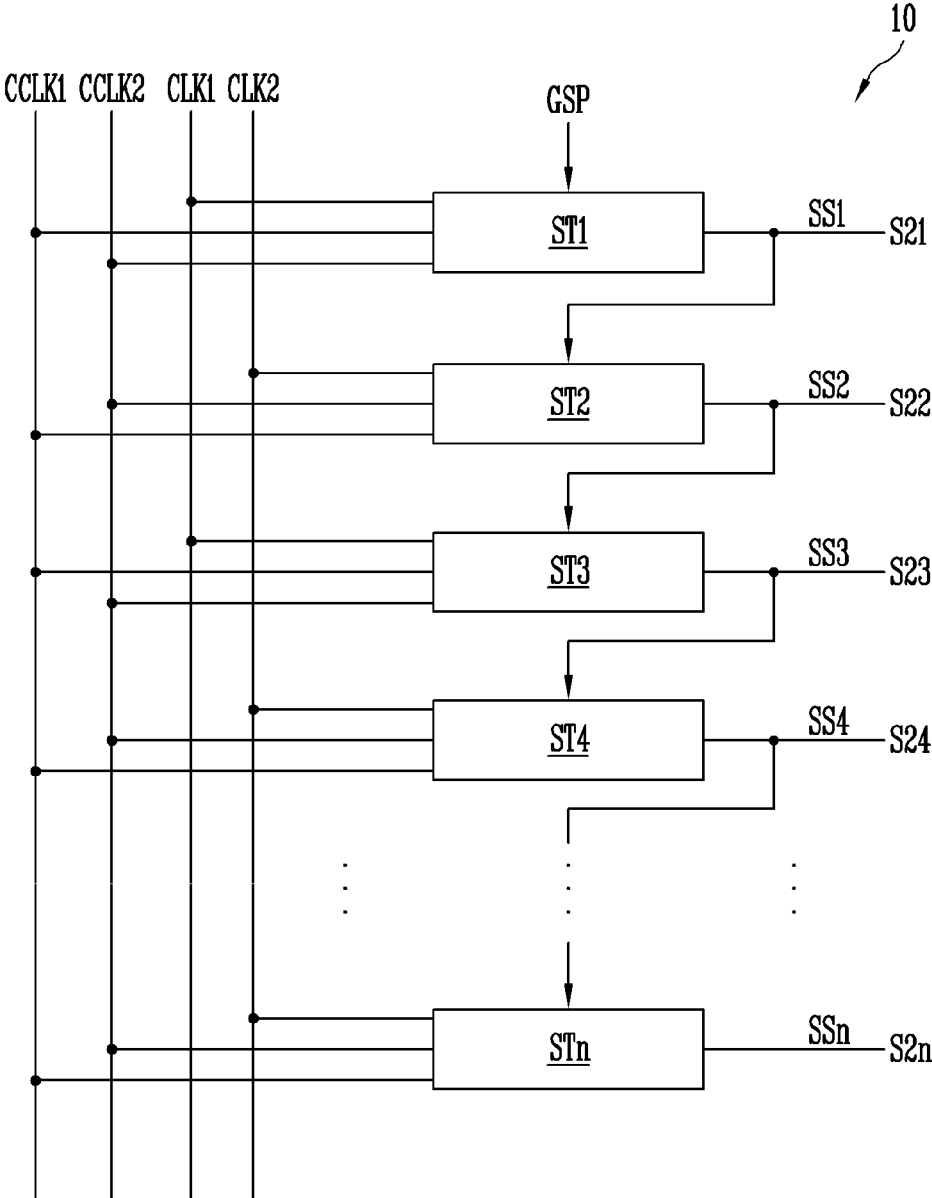 10
CCLK1 CCLK2 CLK1 CLK2
GSP
ST1 SS1 S21
ST2 SS2 S22
ST3 SS3 S23
ST4 SS4 S24
STn SSn S2n